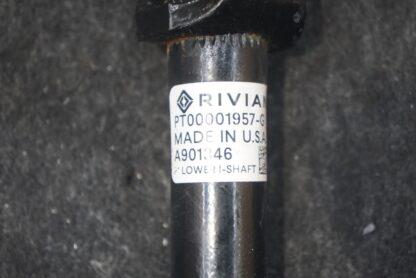 RIVIAN
PT00001957-G
MADE IN U.S.A
A901346
LOWER I-SHAFT